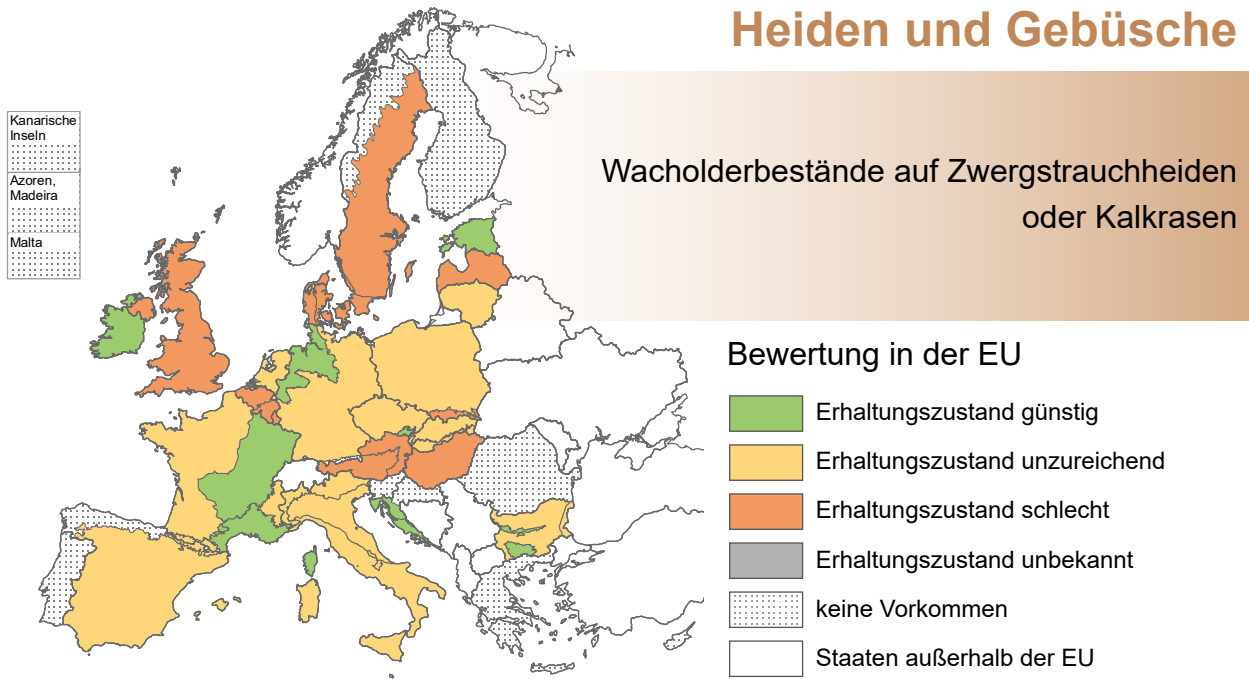 Heiden und Gebüsche
Kanarische
Inseln
Azoren,
Madeira
Malta
Wacholderbestände auf Zwergstrauchheiden
oder Kalkrasen
Bewertung in der EU
Erhaltungszustand günstig
Erhaltungszustand unzureichend
Erhaltungszustand schlecht
Erhaltungszustand unbekannt
keine Vorkommen
Staaten außerhalb der EU